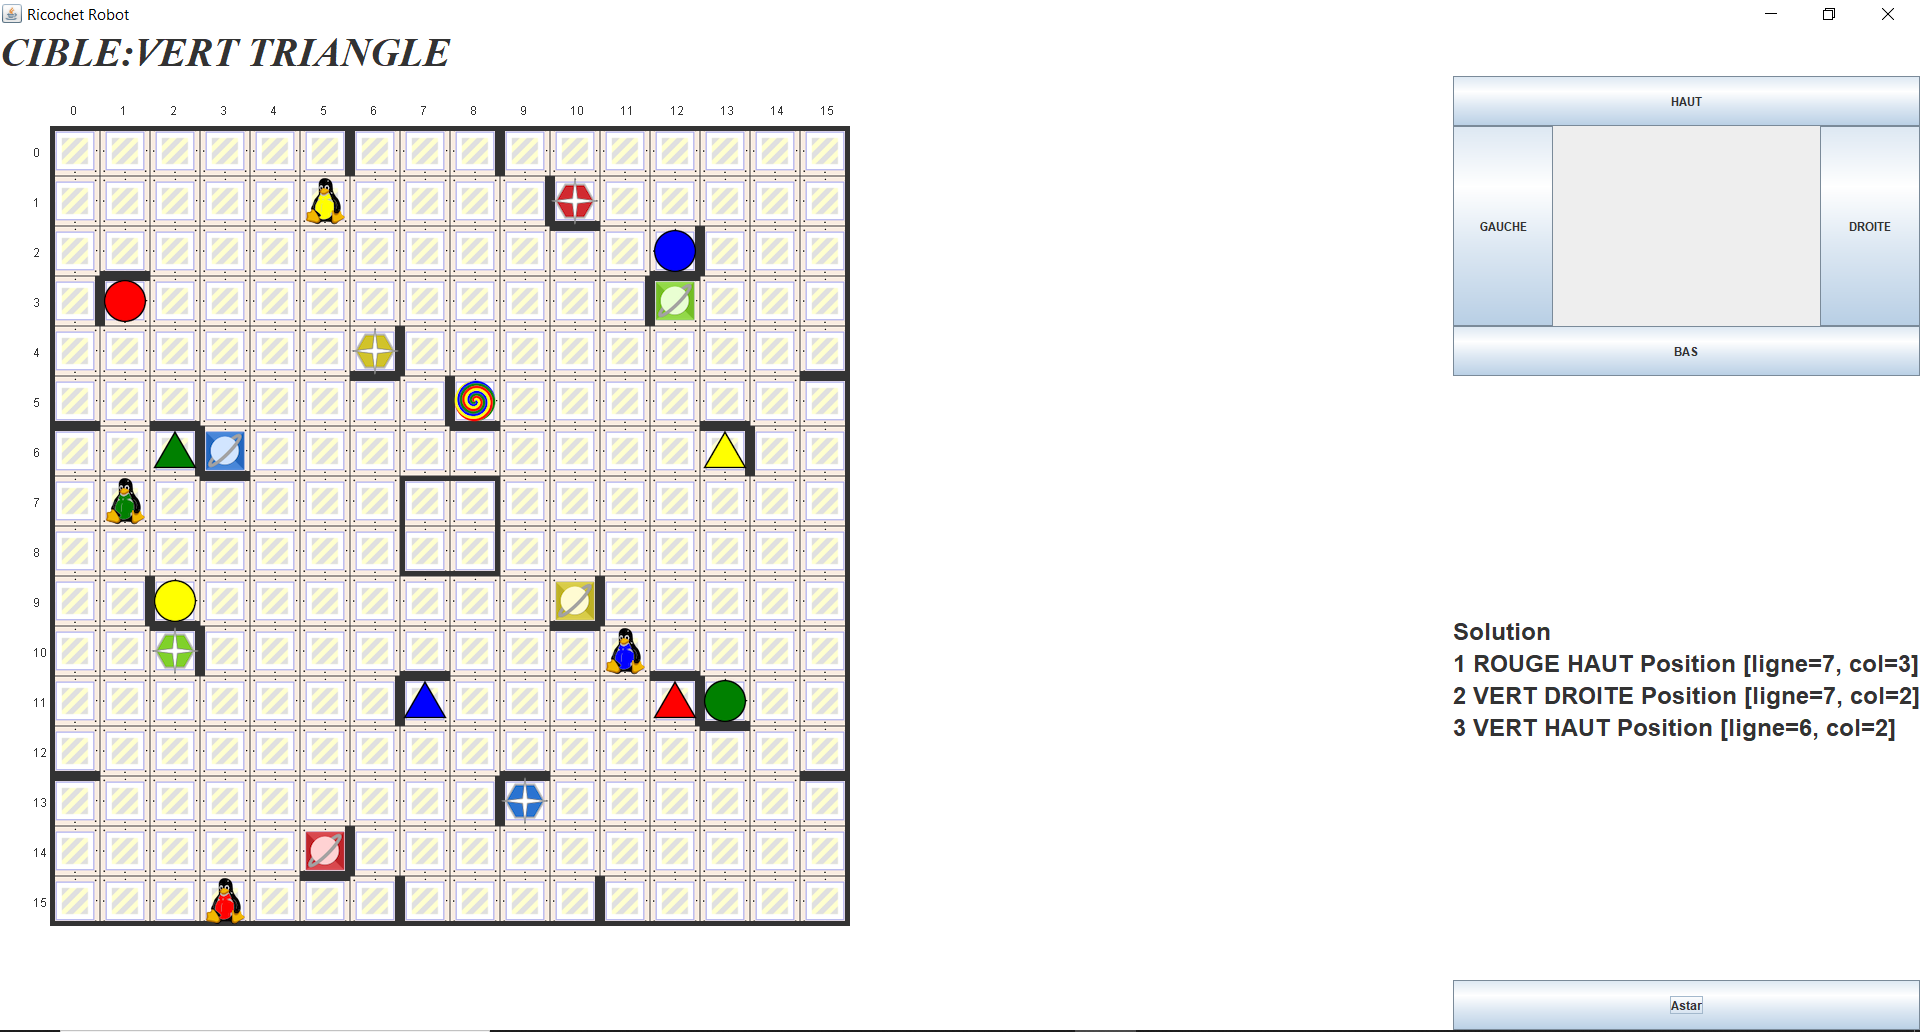 Ricochet Robot
CIBLE:VERT TRIANGLE
0 1 2 3 4 5 6 7 8 9 10 11 12 13 14 15
0
1
2
3
4
5
6
7
8
9
10
11
12
13
14
15
HAUT
GAUCHE
DROITE
BAS
Solution
1 ROUGE HAUT Position [ligne=7, col=3]
2 VERT DROITE Position [ligne=7, col=2]
3 VERT HAUT Position [ligne=6, col=2]
Astar